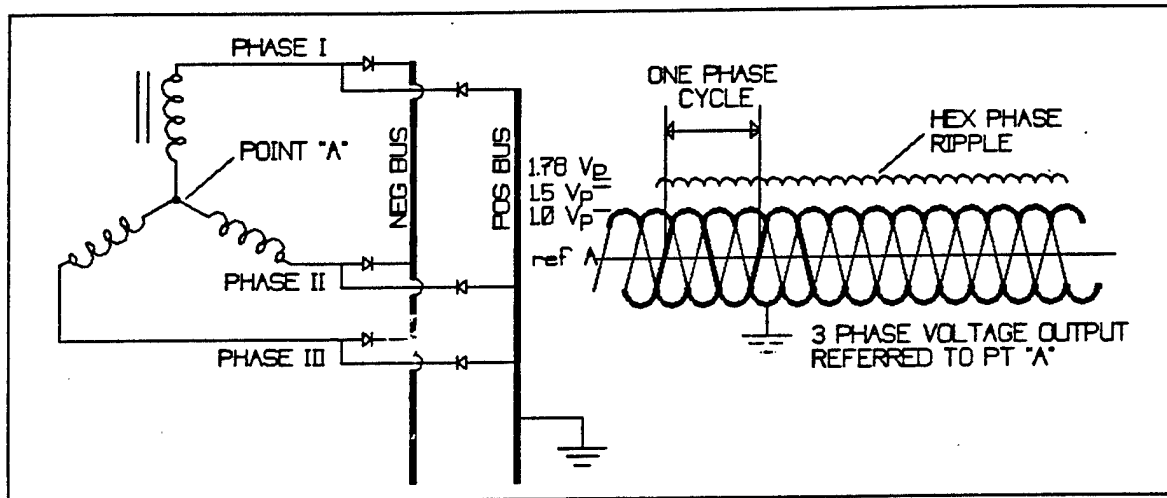 PHASE I
POINT "A"
PHASE II
PHASE III
NEG BUS
POS BUS
ONE PHASE
CYCLE
HEX PHASE
RIPPLE
1.78 Vp
1.5 Vp
1.0 Vp
ref A
3 PHASE VOLTAGE OUTPUT
REFERRED TO PT "A"